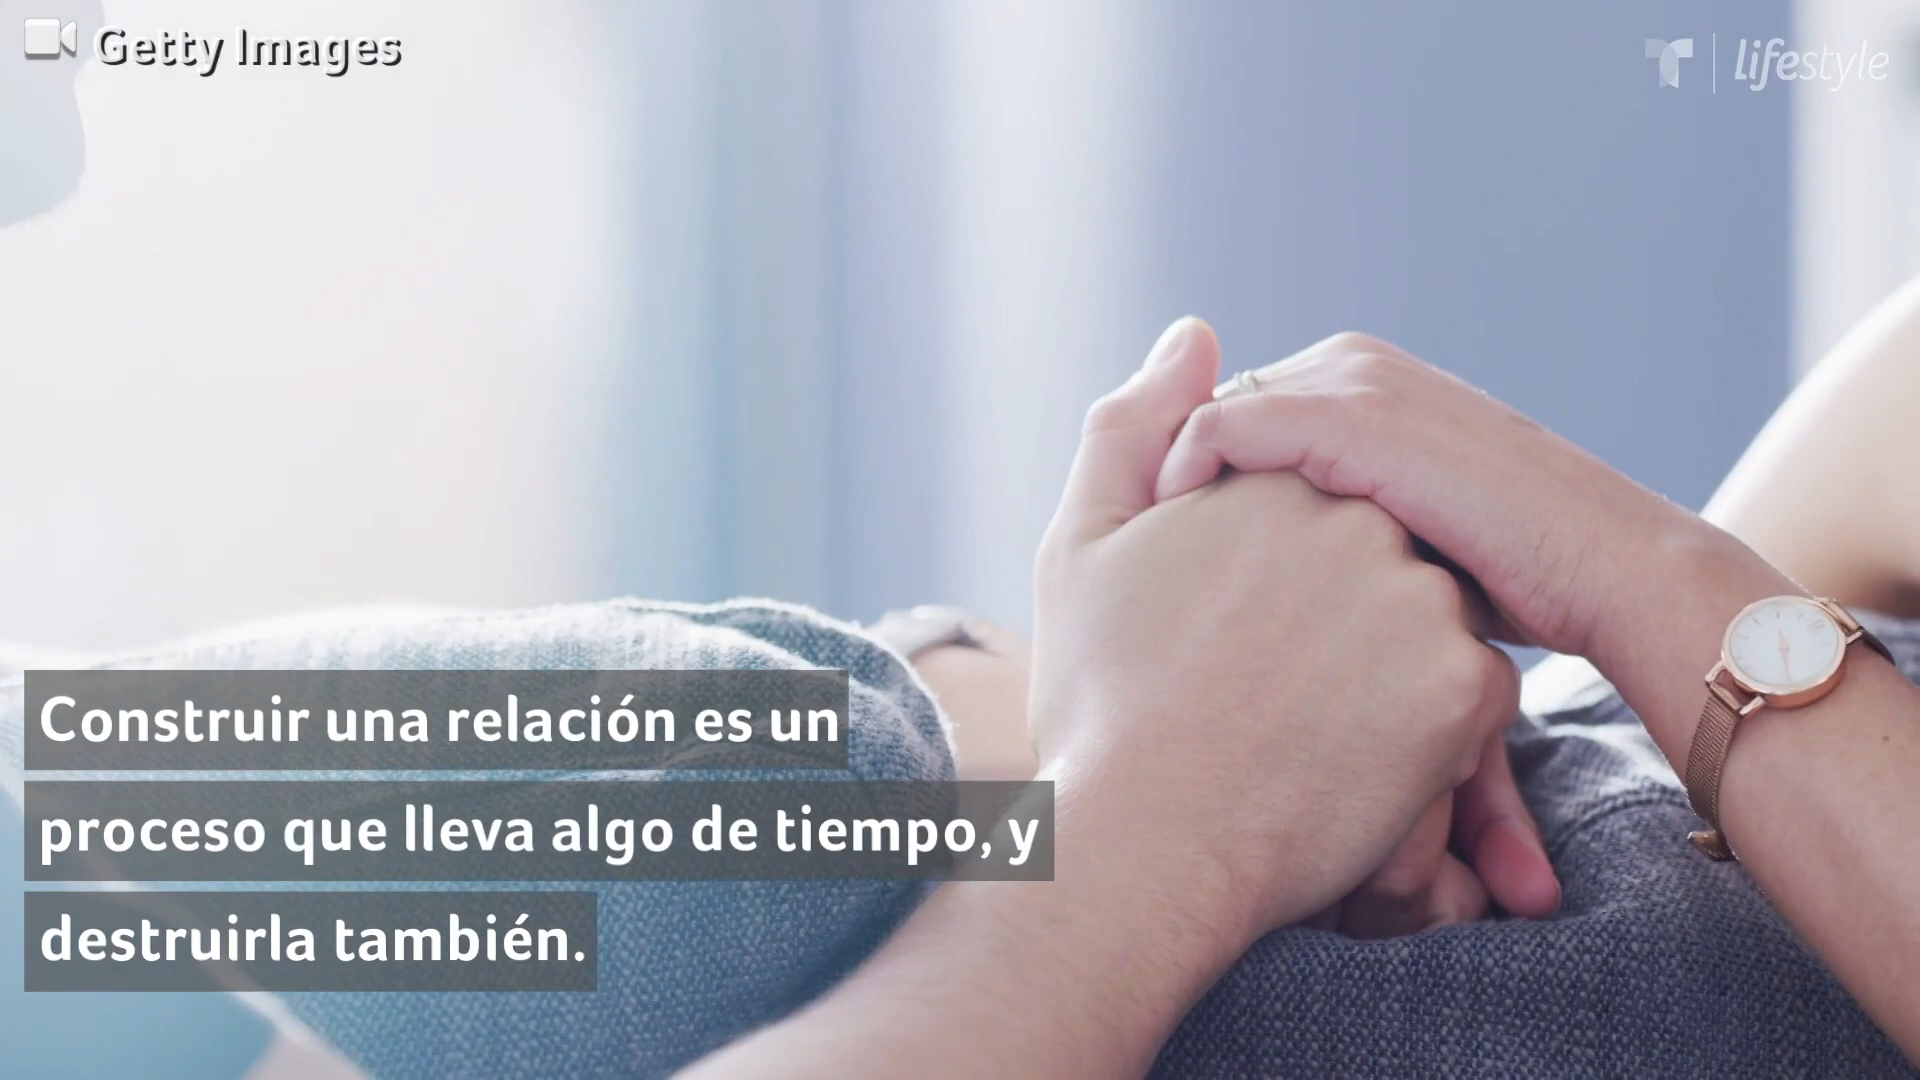 Getty Images
lifestyle
Construir una relación es un
proceso que lleva algo de tiempo, y
destruirla también.